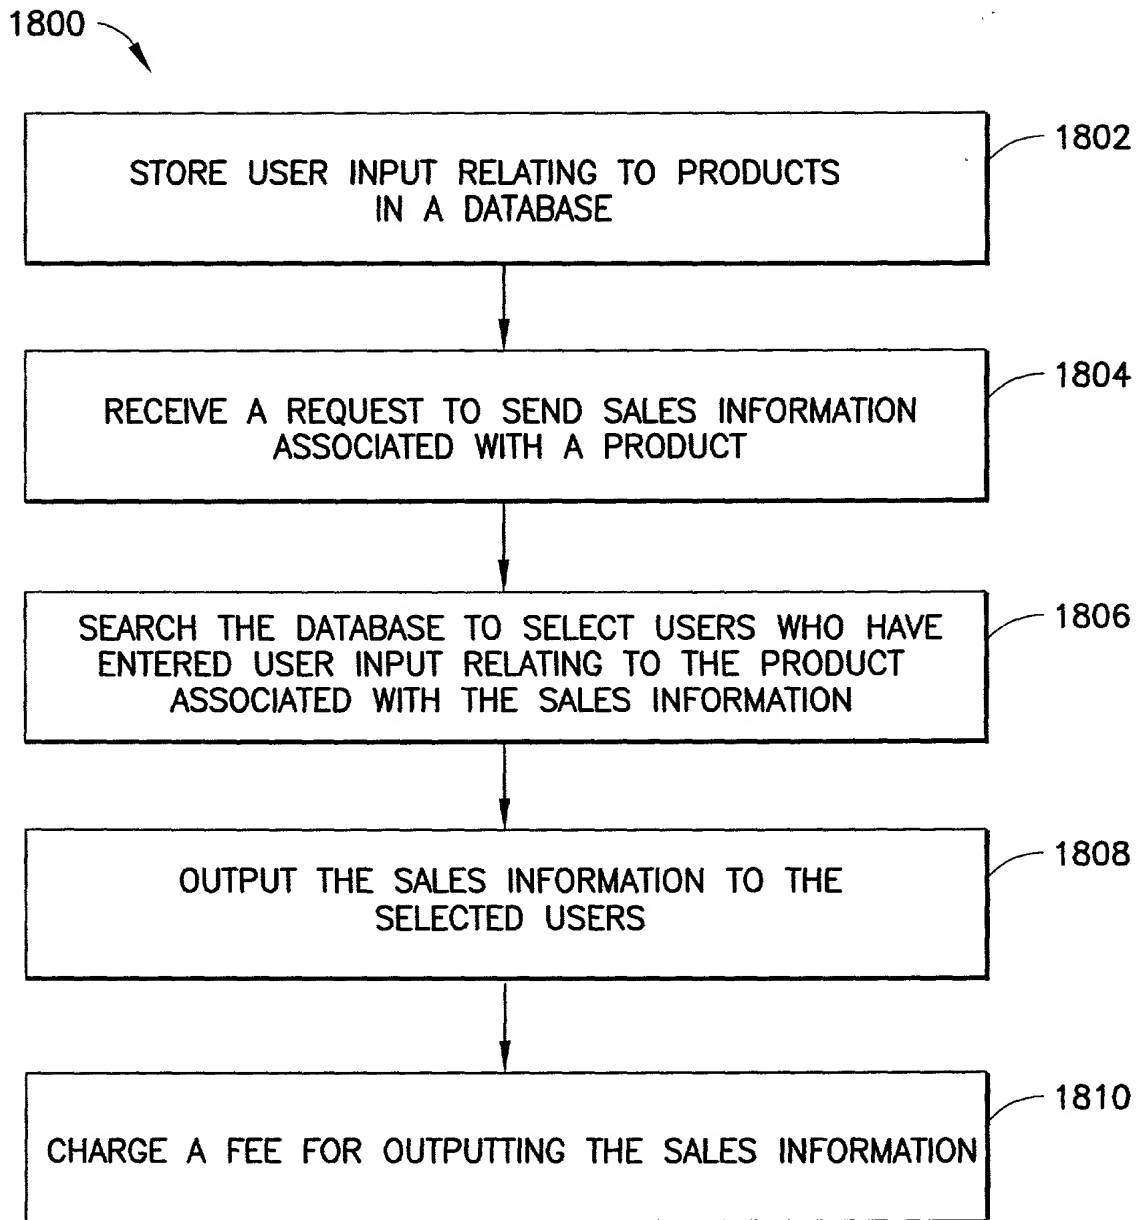 1800
STORE USER INPUT RELATING TO PRODUCTS
IN A DATABASE
1802
RECEIVE A REQUEST TO SEND SALES INFORMATION
ASSOCIATED WITH A PRODUCT
1804
SEARCH THE DATABASE TO SELECT USERS WHO HAVE
ENTERED USER INPUT RELATING TO THE PRODUCT
ASSOCIATED WITH THE SALES INFORMATION
1806
OUTPUT THE SALES INFORMATION TO THE
SELECTED USERS
1808
CHARGE A FEE FOR OUTPUTTING THE SALES INFORMATION
1810